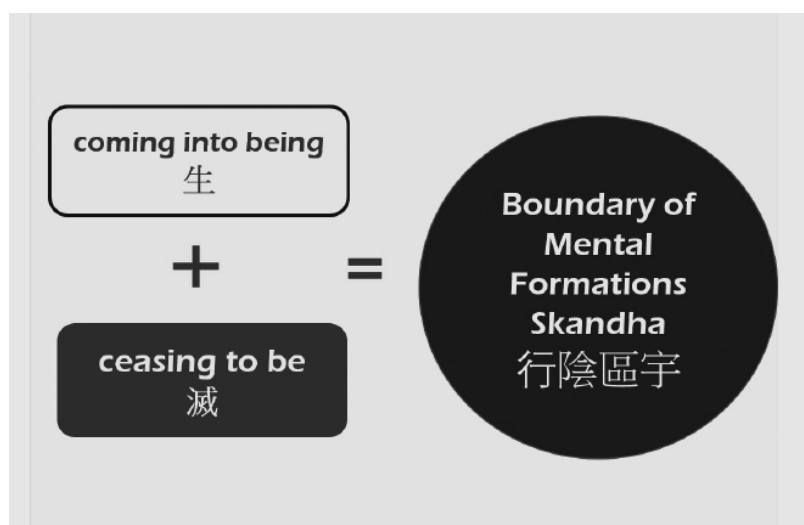 coming into being
生
+
=
ceasing to be
滅
Boundary of
Mental
Formations
Skandha
行陰區宇